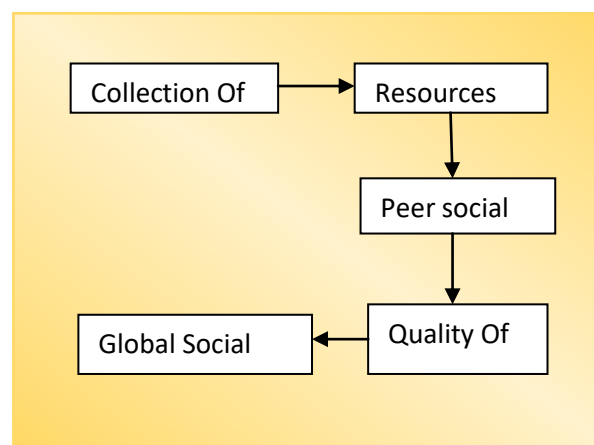 Collection Of
Resources
Peer social
Quality Of
Global Social